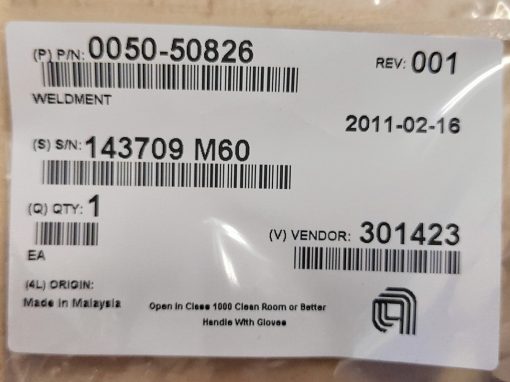 (P) P/N: 0050-50826 REV: 001
WELDMENT
2011-02-16
(S) S/N: 143709 M60
(Q) QTY: 1
(V) VENDOR: 301423
EA
(4L) ORIGIN:
Made in Malaysia
Open in Class 1000 Clean Room or Better
Handle With Gloves